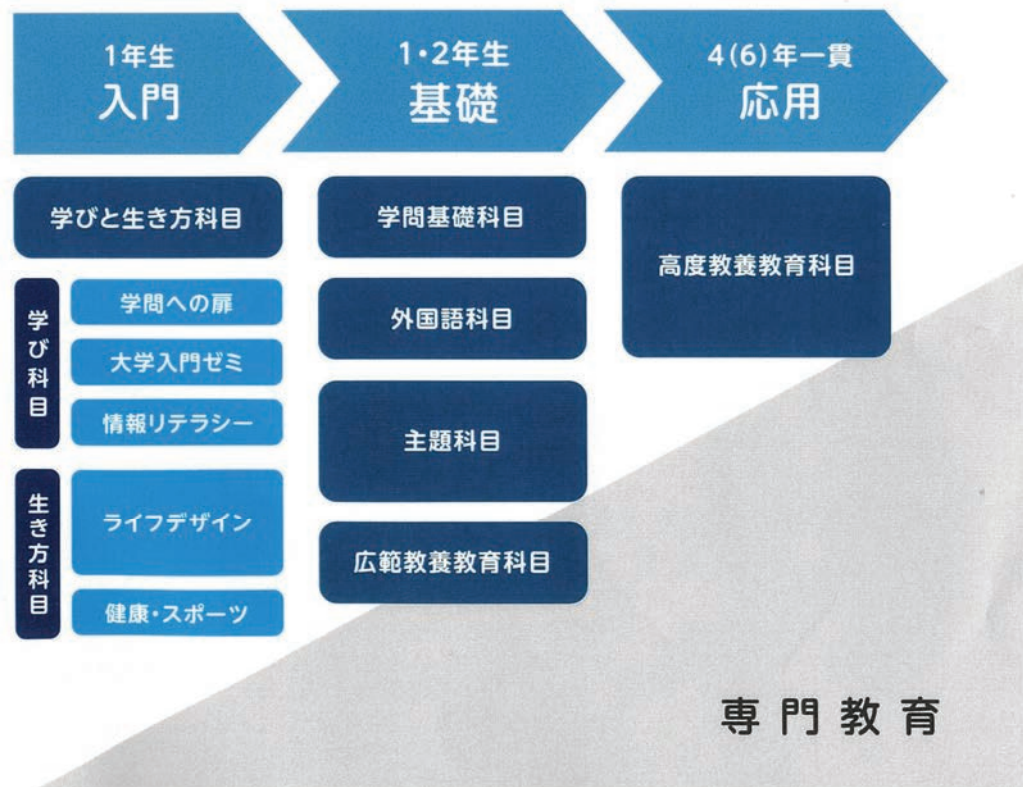 1年生
入門
1・2年生
基礎
4(6)年一貫
応用
学びと生き方科目
学び科目
学問への扉
大学入門ゼミ
情報リテラシー
生き方科目
ライフデザイン
健康・スポーツ
学問基礎科目
外国語科目
主題科目
広範教養教育科目
高度教養教育科目
専門教育